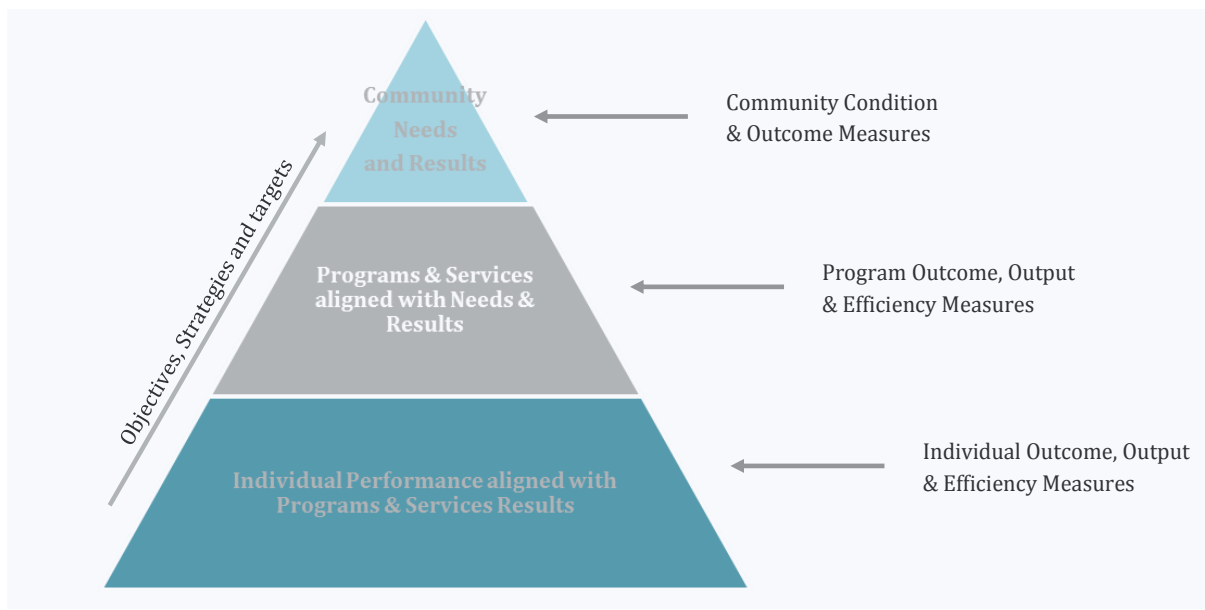 Community
Needs
and Results
Community Condition
& Outcome Measures
Objectives, Strategies and targets
Programs & Services
aligned with Needs &
Results
Program Outcome, Output
& Efficiency Measures
Individual Performance aligned with
Programs & Services Results
Individual Outcome, Output
& Efficiency Measures